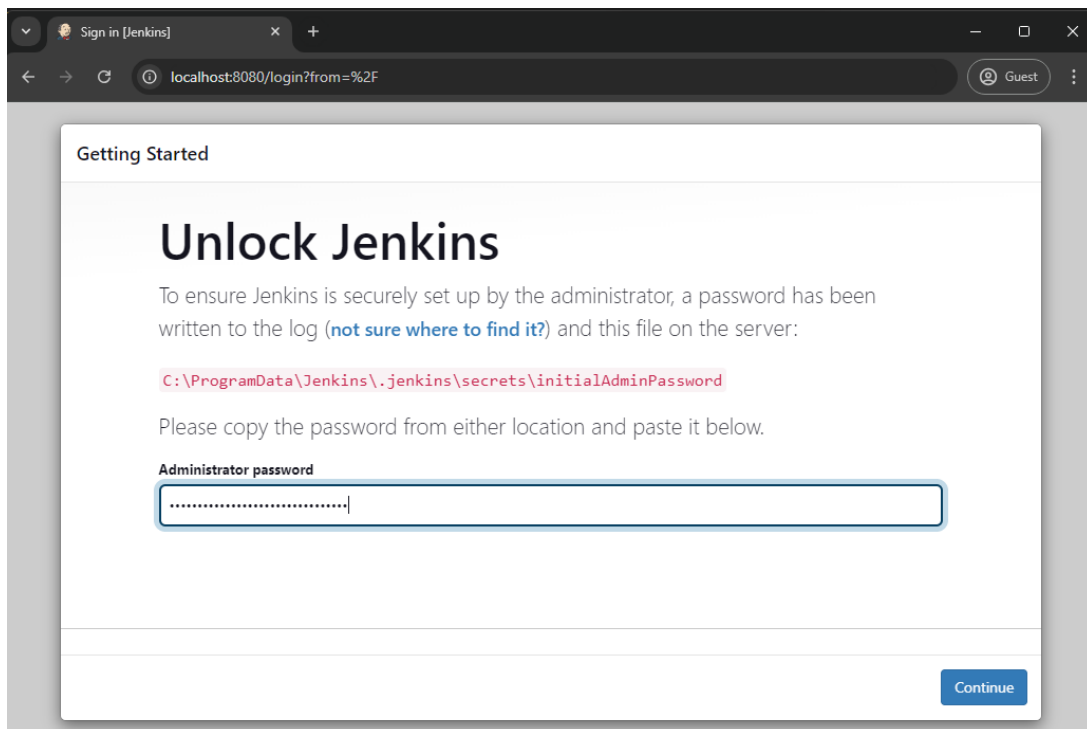 Sign in [Jenkins]
localhost:8080/login?from=%2F
Guest
Getting Started
Unlock Jenkins
To ensure Jenkins is securely set up by the administrator, a password has been
written to the log (not sure where to find it?) and this file on the server:
C:\ProgramData\Jenkins\.jenkins\secrets\initialAdminPassword
Please copy the password from either location and paste it below.
Administrator password
Continue